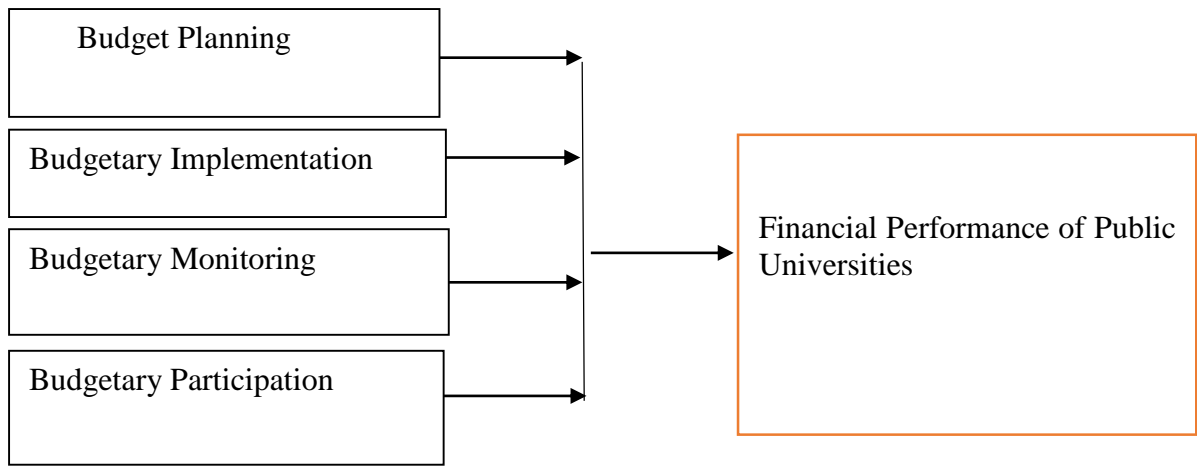 Budget Planning
Budgetary Implementation
Budgetary Monitoring
Budgetary Participation
Financial Performance of Public
Universities